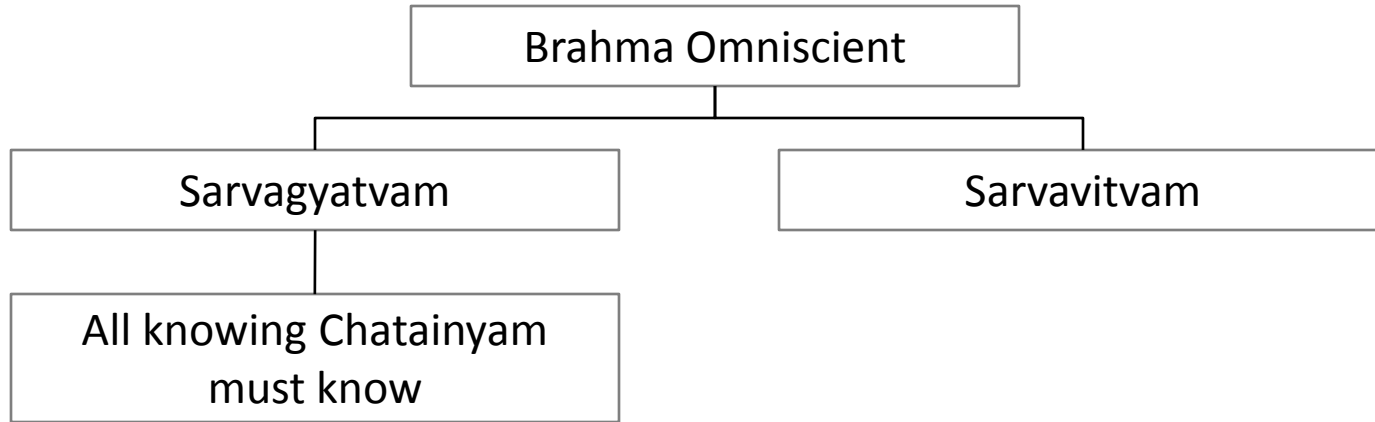 Brahma Omniscient
Sarvagyatvam
Sarvavitvam
All knowing Chatainyam
must know